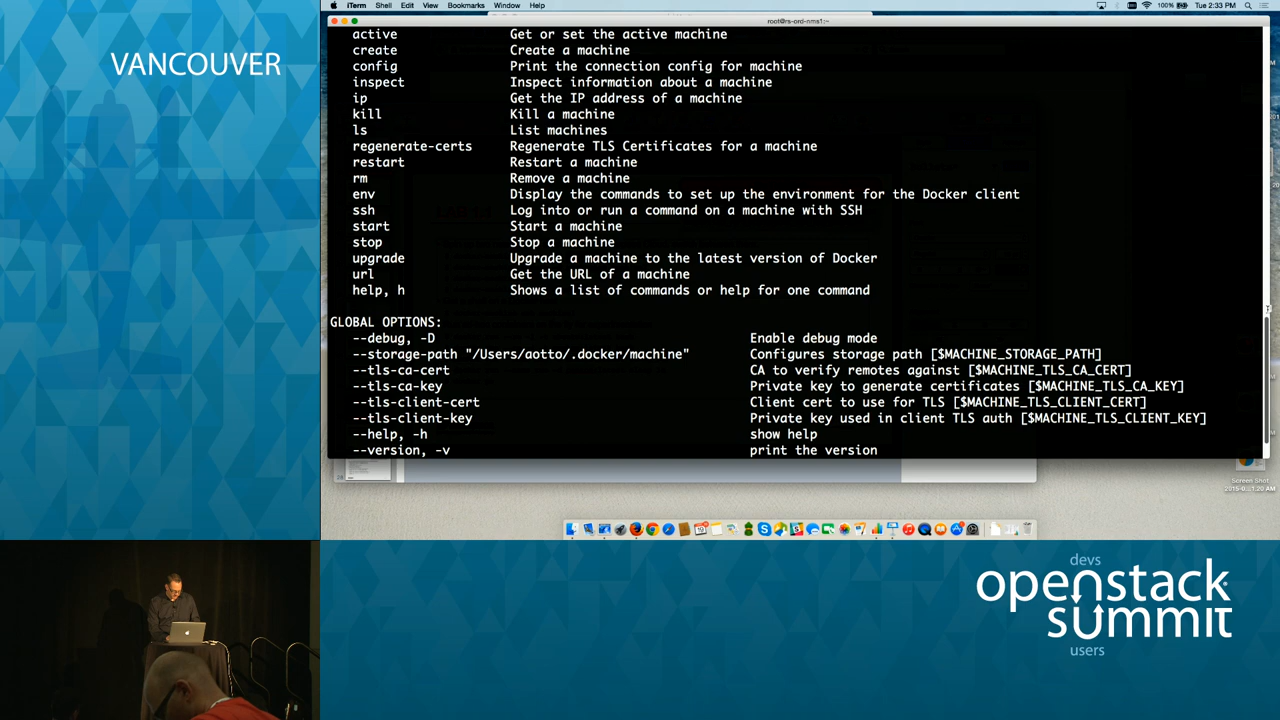 VANCOUVER
iTerm Shell Edit View Bookmarks Window Help
100% Tue 2:33 PM
root@rs-ord-nms1:~
active Get or set the active machine
create Create a machine
config Print the connection config for machine
inspect Inspect information about a machine
ip Get the IP address of a machine
kill Kill a machine
ls List machines
regenerate-certs Regenerate TLS Certificates for a machine
restart Restart a machine
rm Remove a machine
env Display the commands to set up the environment for the Docker client
ssh Log into or run a command on a machine with SSH
start Start a machine
stop Stop a machine
upgrade Upgrade a machine to the latest version of Docker
url Get the URL of a machine
help, h Shows a list of commands or help for one command
GLOBAL OPTIONS:
--debug, -D Enable debug mode
--storage-path "/Users/aotto/.docker/machine" Configures storage path [$MACHINE_STORAGE_PATH]
--tls-ca-cert CA to verify remotes against [$MACHINE_TLS_CA_CERT]
--tls-ca-key Private key to generate certificates [$MACHINE_TLS_CA_KEY]
--tls-client-cert Client cert to use for TLS [$MACHINE_TLS_CLIENT_CERT]
--tls-client-key Private key used in client TLS auth [$MACHINE_TLS_CLIENT_KEY]
--help, -h show help
--version, -v print the version
Screen Shot
devs
openstack
summit
users